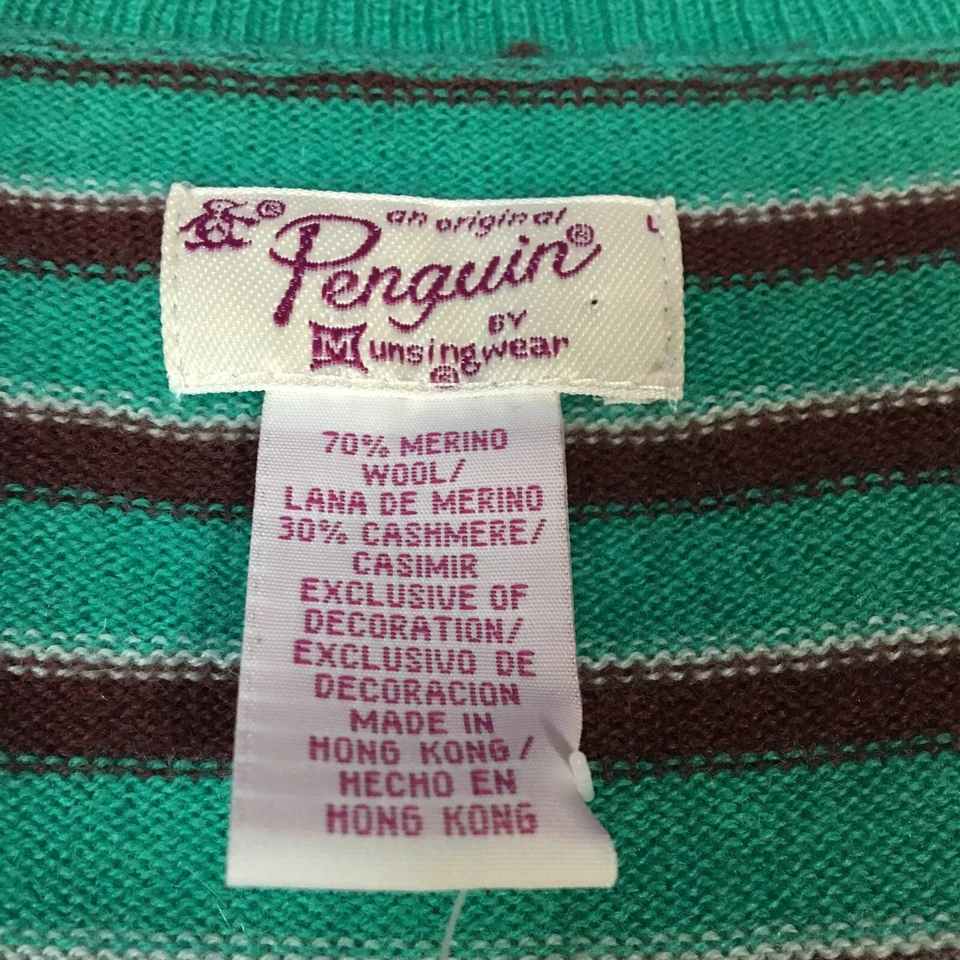 ® an original L
Penguin®
BY
Munsingwear
®
70% MERINO
WOOL/
LANA DE MERINO
30% CASHMERE/
CASIMIR
EXCLUSIVE OF
DECORATION/
EXCLUSIVO DE
DECORACION
MADE IN
HONG KONG/
HECHO EN
HONG KONG